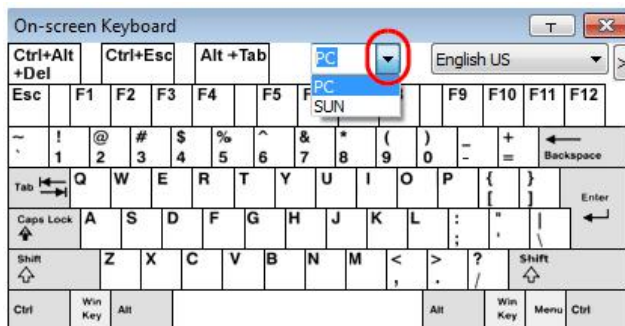 On-screen Keyboard
Ctrl+Alt +Del Ctrl+Esc Alt +Tab PC English US >
PC
SUN
Esc F1 F2 F3 F4 F5 F9 F10 F11 F12
~ ` ! 1 @ 2 # 3 $ 4 % 5 ^ 6 & 7 * 8 ( 9 ) 0 _ - + = Backspace
Tab Q W E R T Y U I O P { [ } ] Enter
Caps Lock A S D F G H J K L : ; " ' | \
Shift Z X C V B N M < , > . ? / Shift
Ctrl Win Key Alt Alt Win Key Menu Ctrl